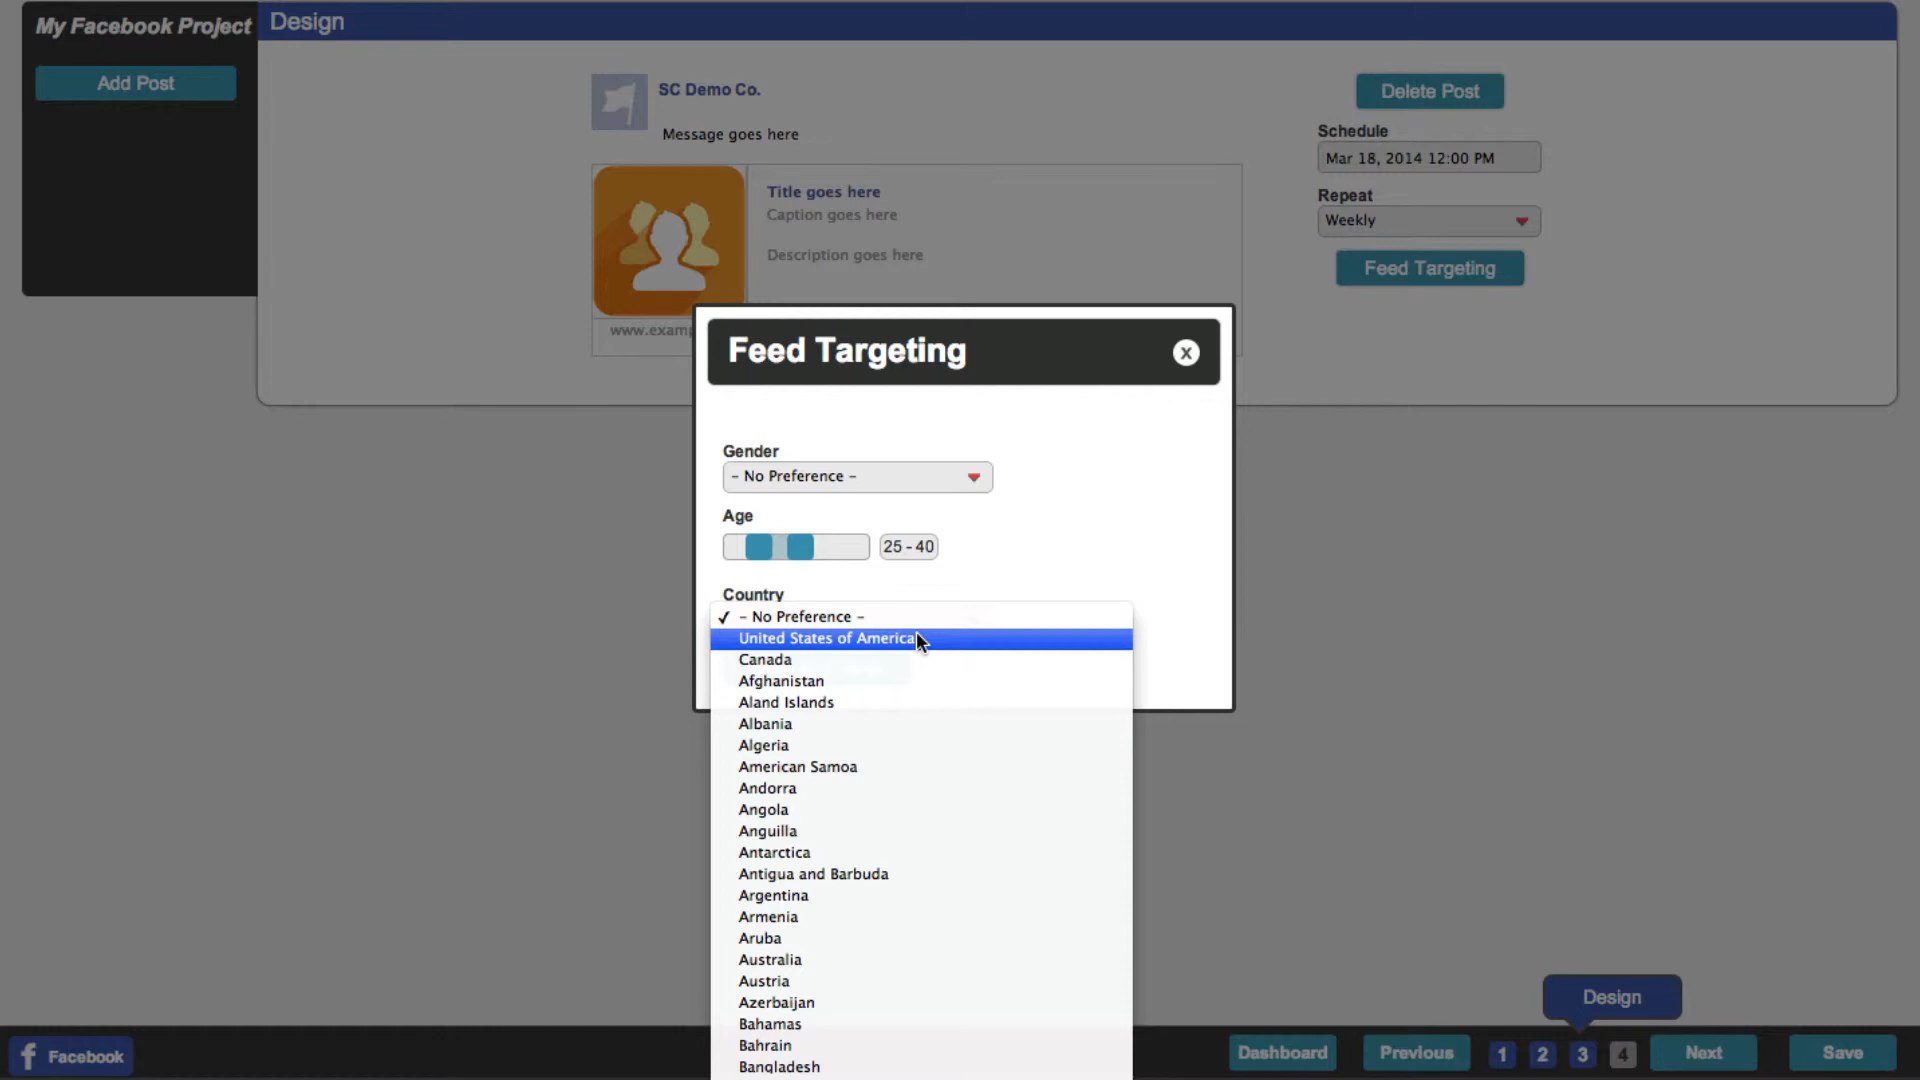 My Facebook Project
Add Post
Design
SC Demo Co.
Message goes here
Title goes here
Caption goes here
Description goes here
www.examp
Delete Post
Schedule
Mar 18, 2014 12:00 PM
Repeat
Weekly
Feed Targeting
Feed Targeting
x
Gender
– No Preference –
Age
25 - 40
Country
✓ – No Preference –
United States of America
Canada
Afghanistan
Aland Islands
Albania
Algeria
American Samoa
Andorra
Angola
Anguilla
Antarctica
Antigua and Barbuda
Argentina
Armenia
Aruba
Australia
Austria
Azerbaijan
Bahamas
Bahrain
Bangladesh
Design
f Facebook
Dashboard
Previous
1 2 3 4
Next
Save